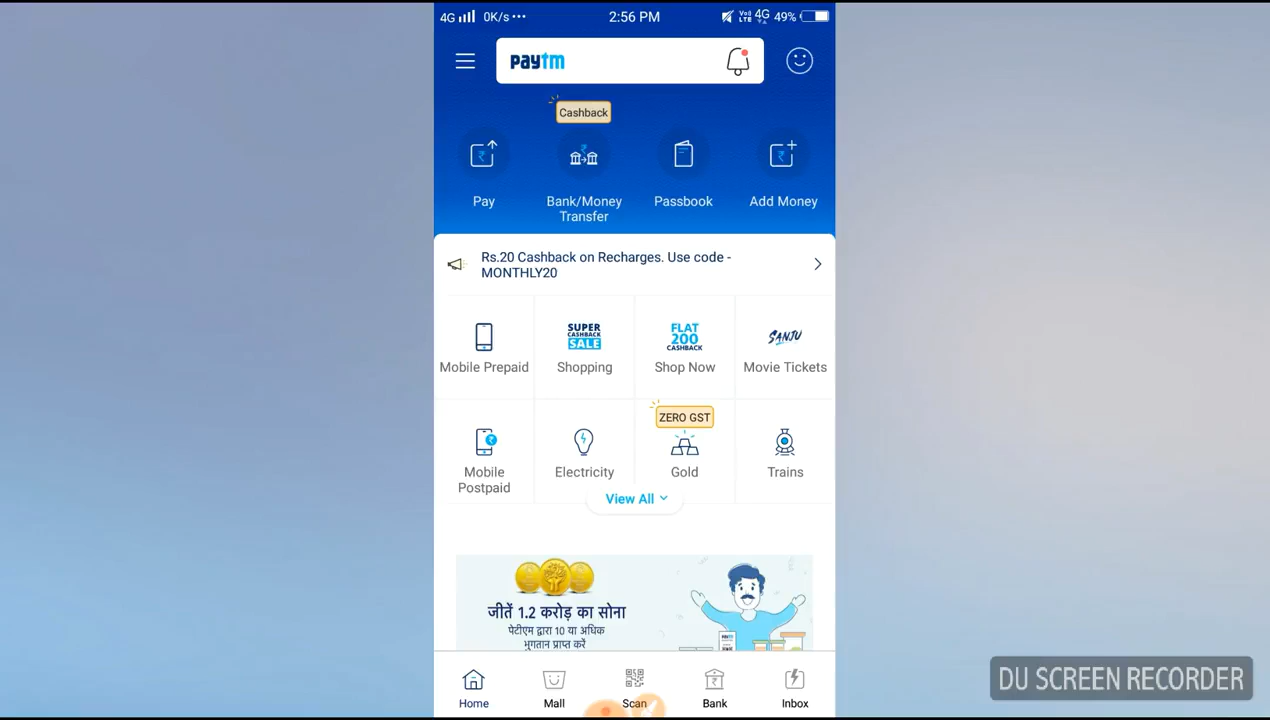 4G 0K/s ••• 2:56 PM VoI LTE 4G 49%
paytm
Cashback
Pay
Bank/Money
Transfer
Passbook
Add Money
Rs.20 Cashback on Recharges. Use code -
MONTHLY20
Mobile Prepaid
SUPER
CASHBACK
SALE
Shopping
FLAT
200
CASHBACK
Shop Now
SANJU
Movie Tickets
Mobile
Postpaid
Electricity
ZERO GST
Gold
Trains
View All
जीतें 1.2 करोड़ का सोना
पेटीएम द्वारा 10 या अधिक
भुगतान प्राप्त करें
Home
Mall
Scan
Bank
Inbox
DU SCREEN RECORDER